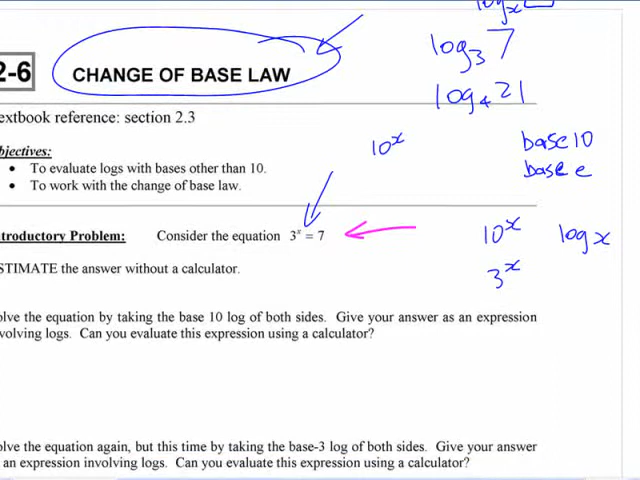 log x
log3 7
2-6
CHANGE OF BASE LAW
log4 21
extbook reference: section 2.3
10^x
base 10
base e
bjectives:
• To evaluate logs with bases other than 10.
• To work with the change of base law.
ntroductory Problem: Consider the equation 3^x = 7
10^x log x
3^x
STIMATE the answer without a calculator.
olve the equation by taking the base 10 log of both sides. Give your answer as an expression
volving logs. Can you evaluate this expression using a calculator?
olve the equation again, but this time by taking the base-3 log of both sides. Give your answer
an expression involving logs. Can you evaluate this expression using a calculator?